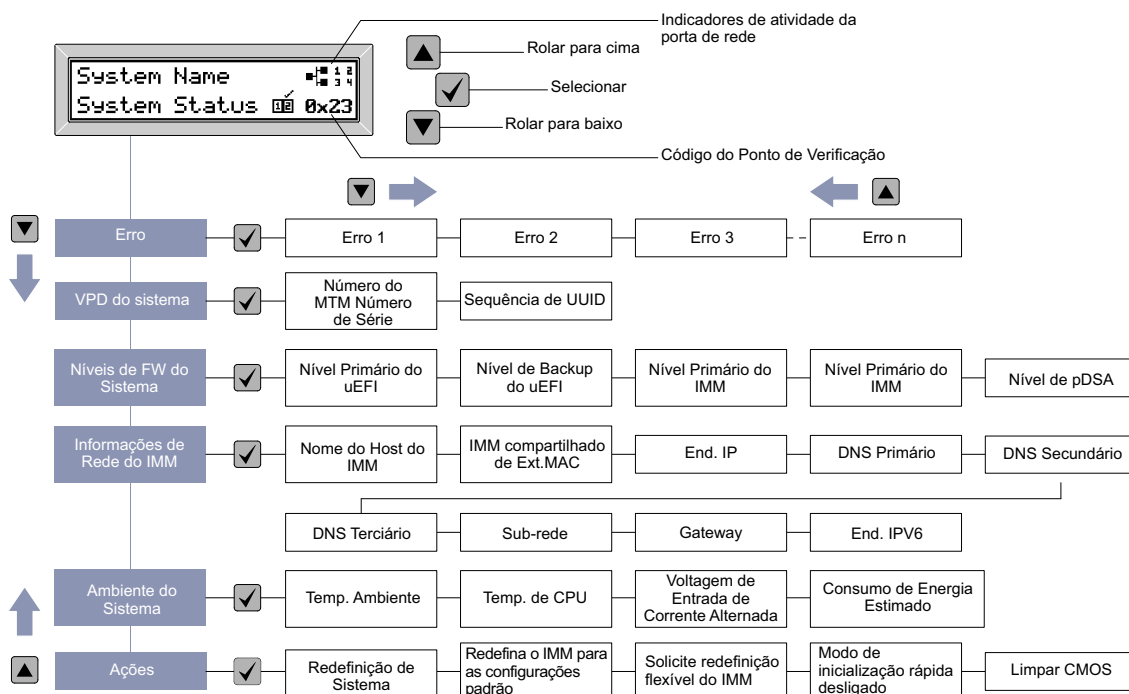 Indicadores de atividade da
porta de rede
Rolar para cima
System Name 1 2
3 4
Selecionar
System Status 12 0x23
Rolar para baixo
Código do Ponto de Verificação
Erro
Erro 1
Erro 2
Erro 3
Erro n
VPD do sistema
Número do
MTM Número
de Série
Sequência de UUID
Níveis de FW do
Sistema
Nível Primário do
uEFI
Nível de Backup
do uEFI
Nível Primário do
IMM
Nível Primário do
IMM
Nível de pDSA
Informações de
Rede do IMM
Nome do Host do
IMM
IMM compartilhado
de Ext.MAC
End. IP
DNS Primário
DNS Secundário
DNS Terciário
Sub-rede
Gateway
End. IPV6
Ambiente do
Sistema
Temp. Ambiente
Temp. de CPU
Voltagem de
Entrada de
Corrente Alternada
Consumo de Energia
Estimado
Ações
Redefinição de
Sistema
Redefina o IMM para
as configurações
padrão
Solicite redefinição
flexível do IMM
Modo de
inicialização rápida
desligado
Limpar CMOS